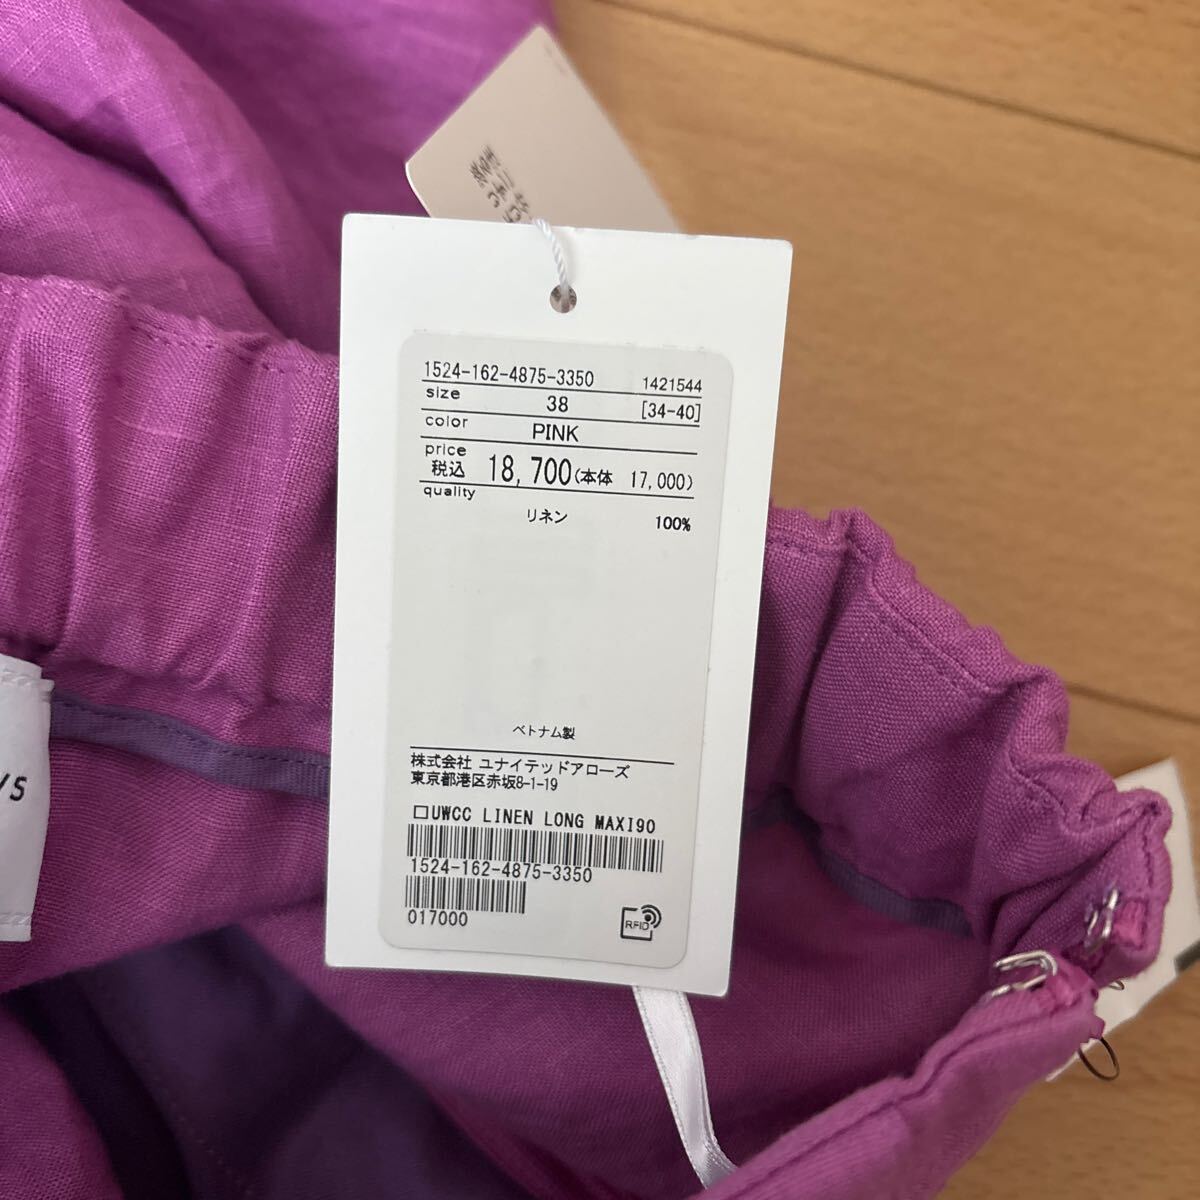 1524-162-4875-3350 1421544
size 38 [34-40]
color PINK
price
税込 18,700(本体 17,000)
quality
リネン 100%
ベトナム製
株式会社 ユナイテッドアローズ
東京都港区赤坂8-1-19
□UWCC LINEN LONG MAXI90
1524-162-4875-3350
017000
RFID